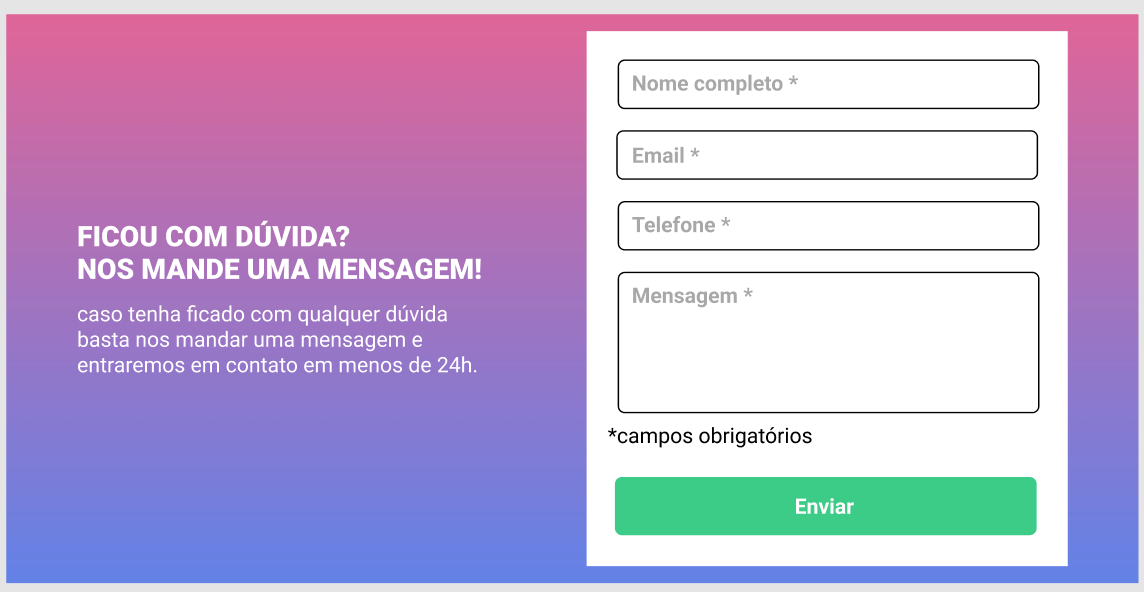 FICOU COM DÚVIDA?
NOS MANDE UMA MENSAGEM!
caso tenha ficado com qualquer dúvida
basta nos mandar uma mensagem e
entraremos em contato em menos de 24h.
Nome completo *
Email *
Telefone *
Mensagem *
*campos obrigatórios
Enviar